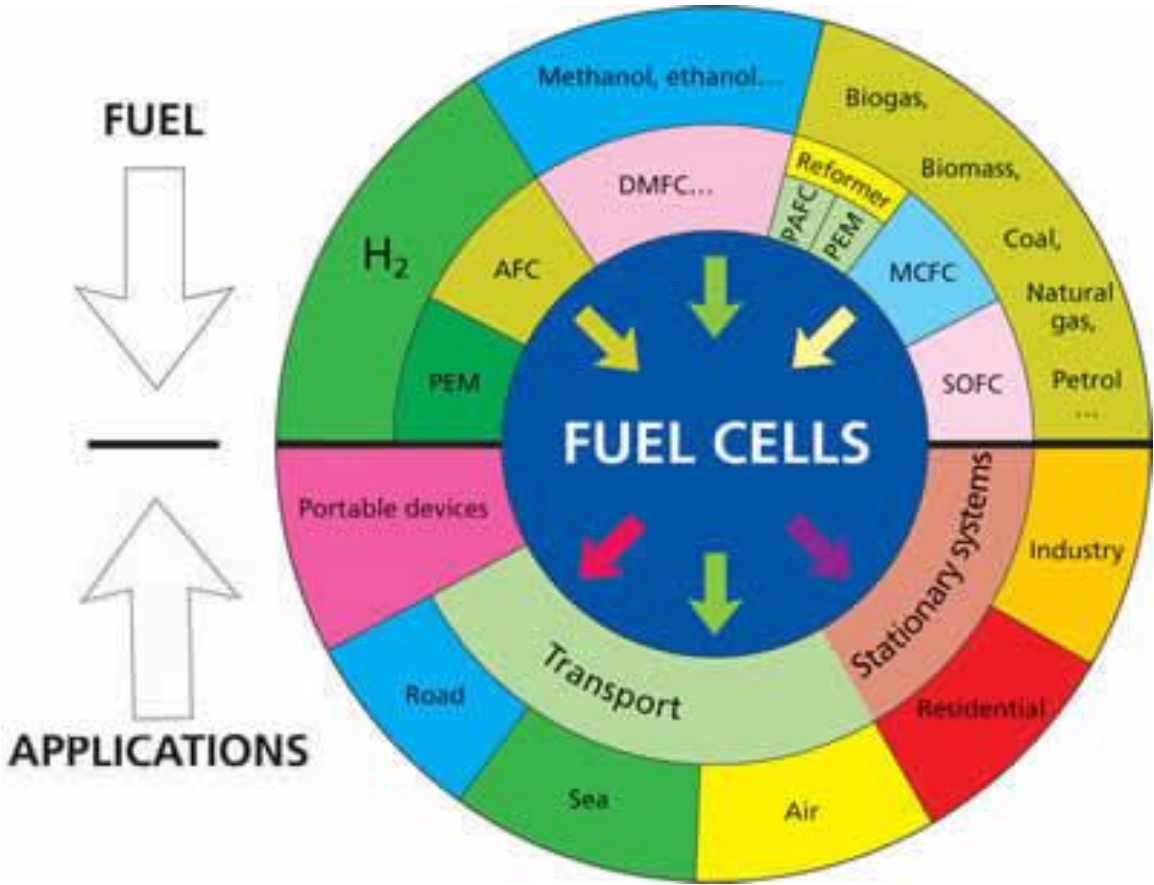 FUEL
APPLICATIONS
FUEL CELLS
H₂
Methanol, ethanol...
Biogas,
Biomass,
Coal,
Natural
gas,
Petrol
...
PEM
AFC
DMFC...
Reformer
PAFC
PEM
MCFC
SOFC
Portable devices
Transport
Stationary systems
Road
Sea
Air
Residential
Industry